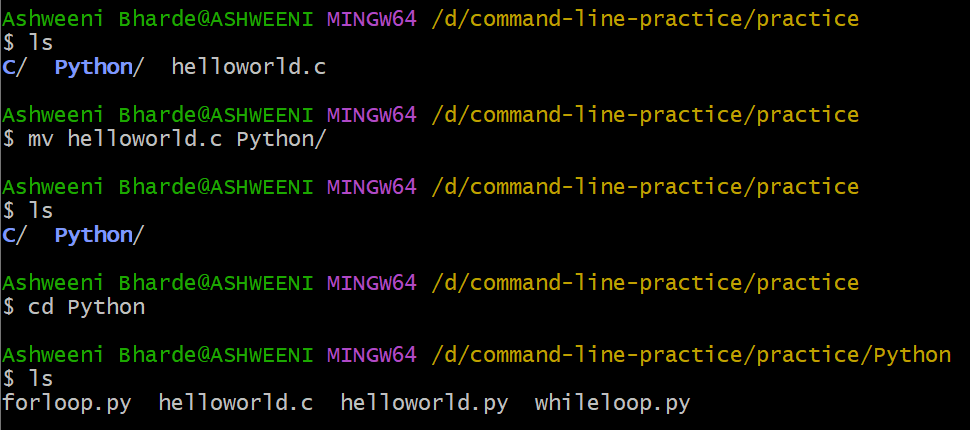 Ashweeni Bharde@ASHWEENI MINGW64 /d/command-line-practice/practice
$ ls
C/  Python/  helloworld.c
Ashweeni Bharde@ASHWEENI MINGW64 /d/command-line-practice/practice
$ mv helloworld.c Python/
Ashweeni Bharde@ASHWEENI MINGW64 /d/command-line-practice/practice
$ ls
C/  Python/
Ashweeni Bharde@ASHWEENI MINGW64 /d/command-line-practice/practice
$ cd Python
Ashweeni Bharde@ASHWEENI MINGW64 /d/command-line-practice/practice/Python
$ ls
forloop.py  helloworld.c  helloworld.py  whileloop.py